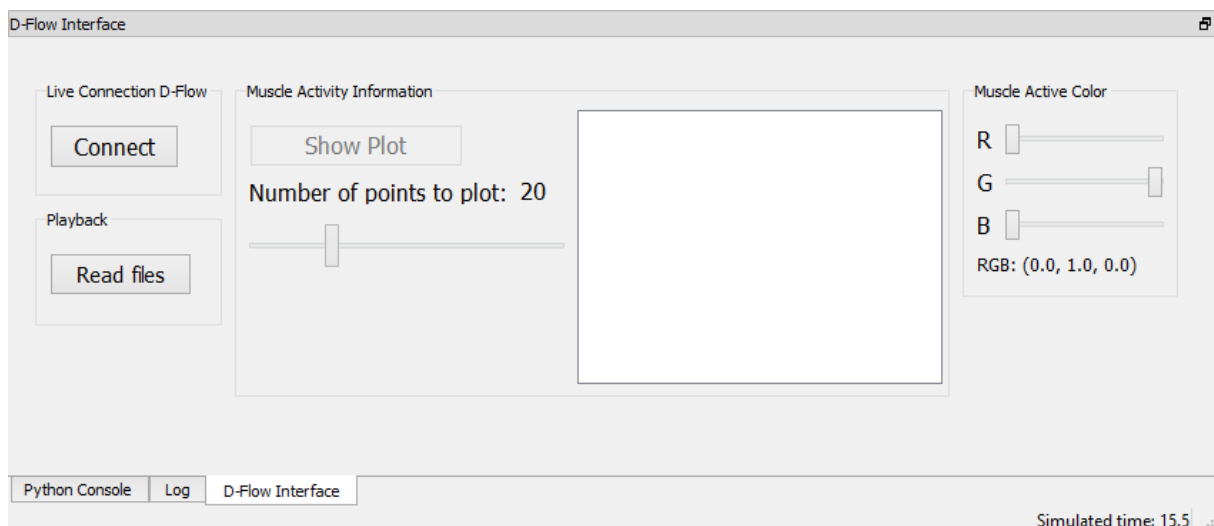 D-Flow Interface
Live Connection D-Flow
Connect
Playback
Read files
Muscle Activity Information
Show Plot
Number of points to plot: 20
Muscle Active Color
R
G
B
RGB: (0.0, 1.0, 0.0)
Python Console
Log
D-Flow Interface
Simulated time: 15.5